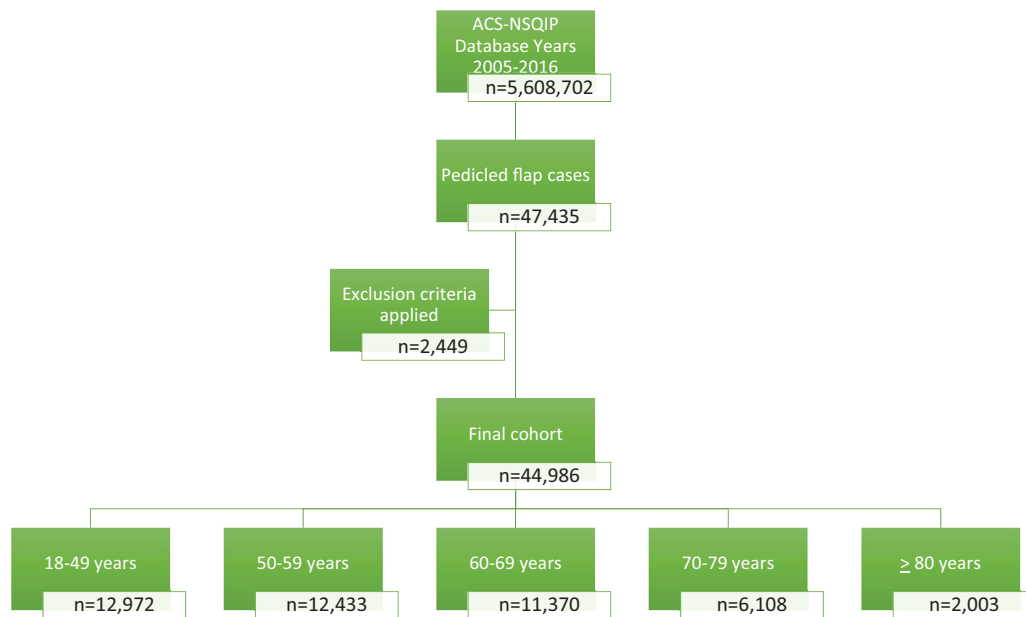 ACS-NSQIP
Database Years
2005-2016
n=5,608,702
Pedicled flap cases
n=47,435
Exclusion criteria
applied
n=2,449
Final cohort
n=44,986
18-49 years
n=12,972
50-59 years
n=12,433
60-69 years
n=11,370
70-79 years
n=6,108
≥ 80 years
n=2,003